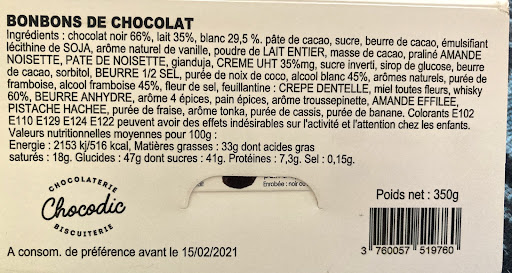 BONBONS DE CHOCOLAT
Ingrédients : chocolat noir 66%, lait 35%, blanc 29,5 %. pâte de cacao, sucre, beurre de cacao, émulsifiant
lécithine de SOJA, arôme naturel de vanille, poudre de LAIT ENTIER, masse de cacao, praliné AMANDE
NOISETTE, PATE DE NOISETTE, gianduja, CREME UHT 35%mg, sucre inverti, sirop de glucose, beurre
de cacao, sorbitol, BEURRE 1/2 SEL, purée de noix de coco, alcool blanc 45%, arômes naturels, purée de
framboise, alcool framboise 45%, fleur de sel, feuillantine : CREPE DENTELLE, miel toutes fleurs, whisky
60%, BEURRE ANHYDRE, arôme 4 épices, pain épices, arôme troussepinette, AMANDE EFFILEE,
PISTACHE HACHEE, purée de fraise, arôme tonka, purée de cassis, purée de banane. Colorants E102
E110 E129 E124 E122 peuvent avoir des effets indésirables sur l'activité et l'attention chez les enfants.
Valeurs nutritionnelles moyennes pour 100g :
Energie : 2153 kj/516 kcal, Matières grasses : 33g dont acides gras
saturés : 18g. Glucides : 47g dont sucres : 41g. Protéines : 7,3g. Sel : 0,15g.
CHOCOLATERIE
Chocodic
BISCUITERIE
Enrobée : noir ou
Poids net : 350g
3 760057 519760
A consom. de préférence avant le 15/02/2021